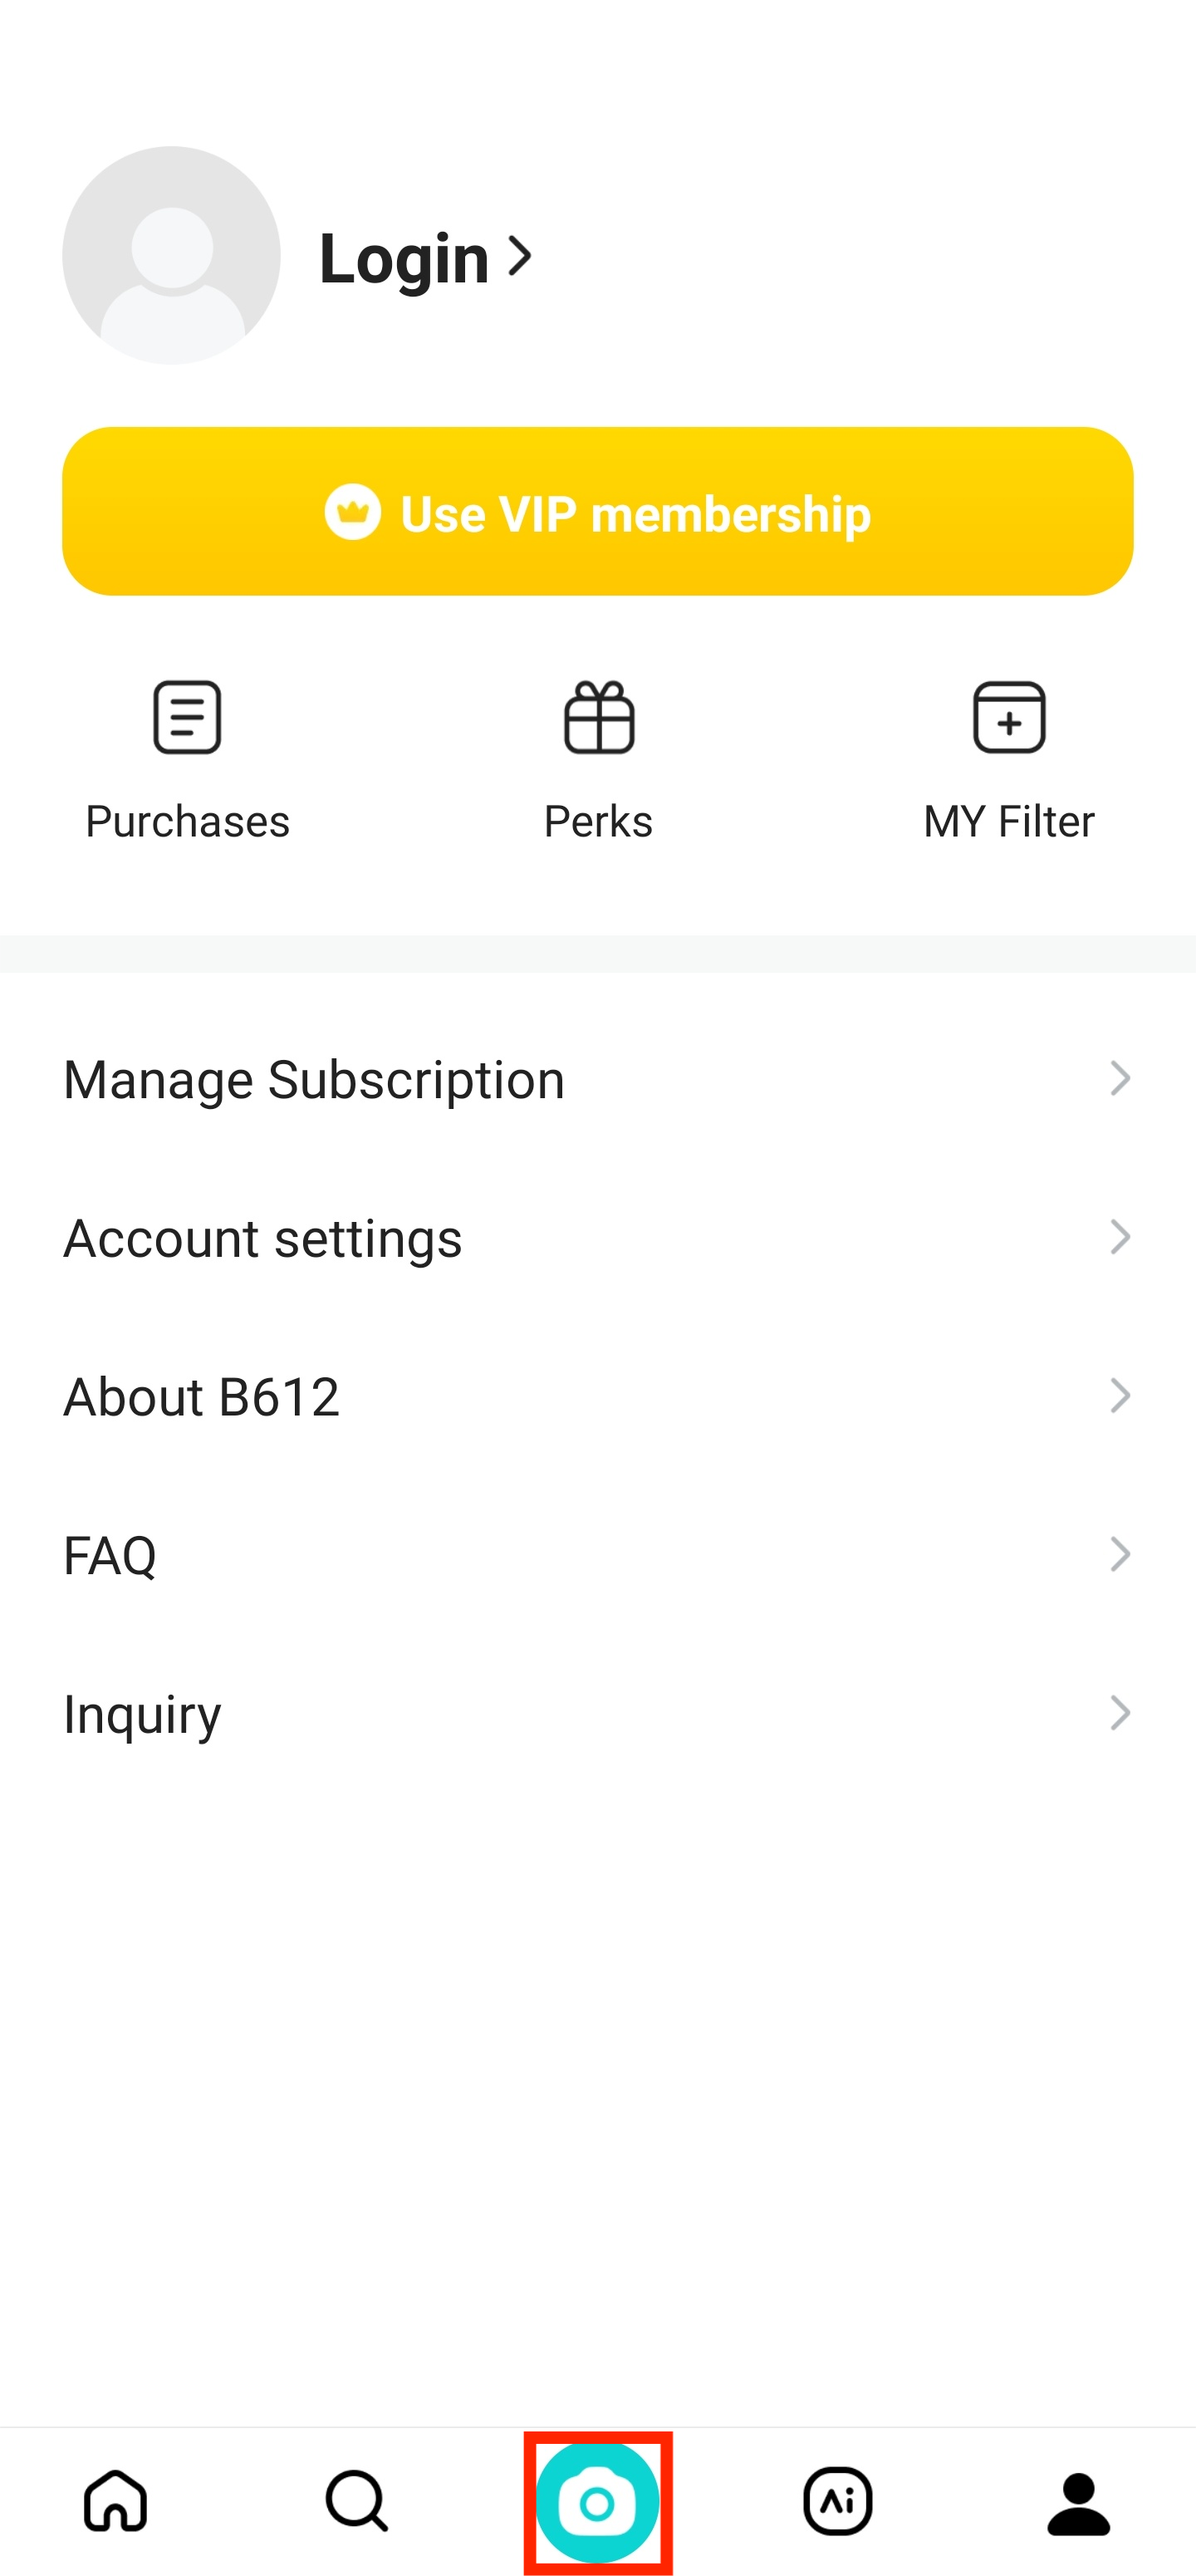 Login
Use VIP membership
Purchases
Perks
MY Filter
Manage Subscription
Account settings
About B612
FAQ
Inquiry
Ai